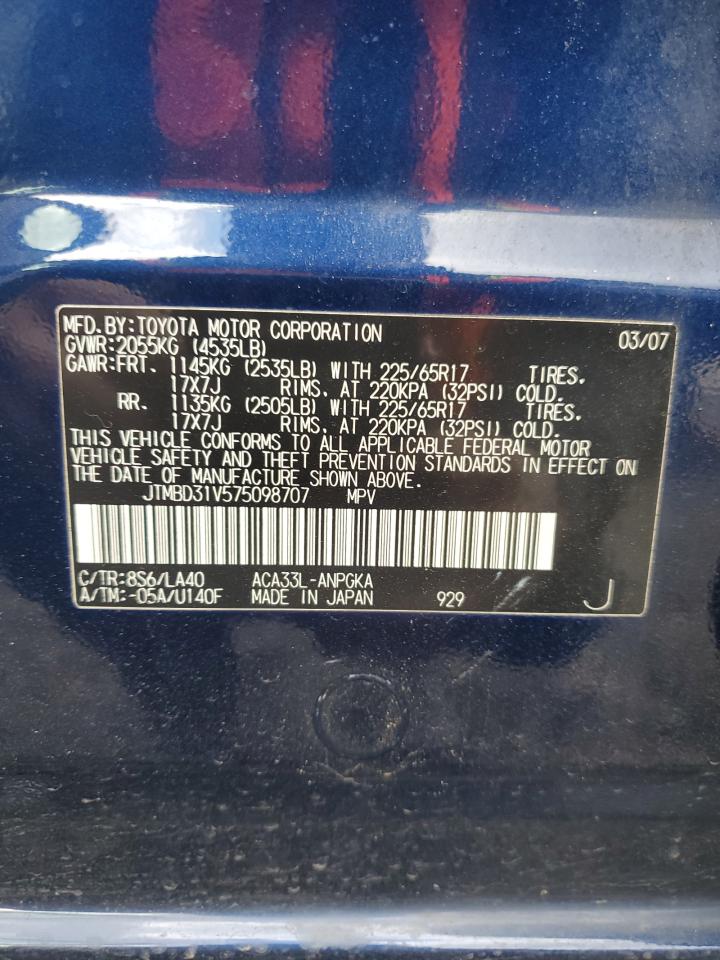 MFD.BY:TOYOTA MOTOR CORPORATION 03/07
GVWR:2055KG (4535LB)
GAWR:FRT. 1145KG (2535LB) WITH 225/65R17 TIRES.
17X7J RIMS. AT 220KPA (32PSI) COLD.
RR. 1135KG (2505LB) WITH 225/65R17 TIRES.
17X7J RIMS. AT 220KPA (32PSI) COLD.
THIS VEHICLE CONFORMS TO ALL APPLICABLE FEDERAL MOTOR
VEHICLE SAFETY AND THEFT PREVENTION STANDARDS IN EFFECT ON
THE DATE OF MANUFACTURE SHOWN ABOVE.
JTMBD31V575098707 MPV
C/TR:8S6/LA40 ACA33L-ANPGKA
A/TM:-05A/U140F MADE IN JAPAN 929 J